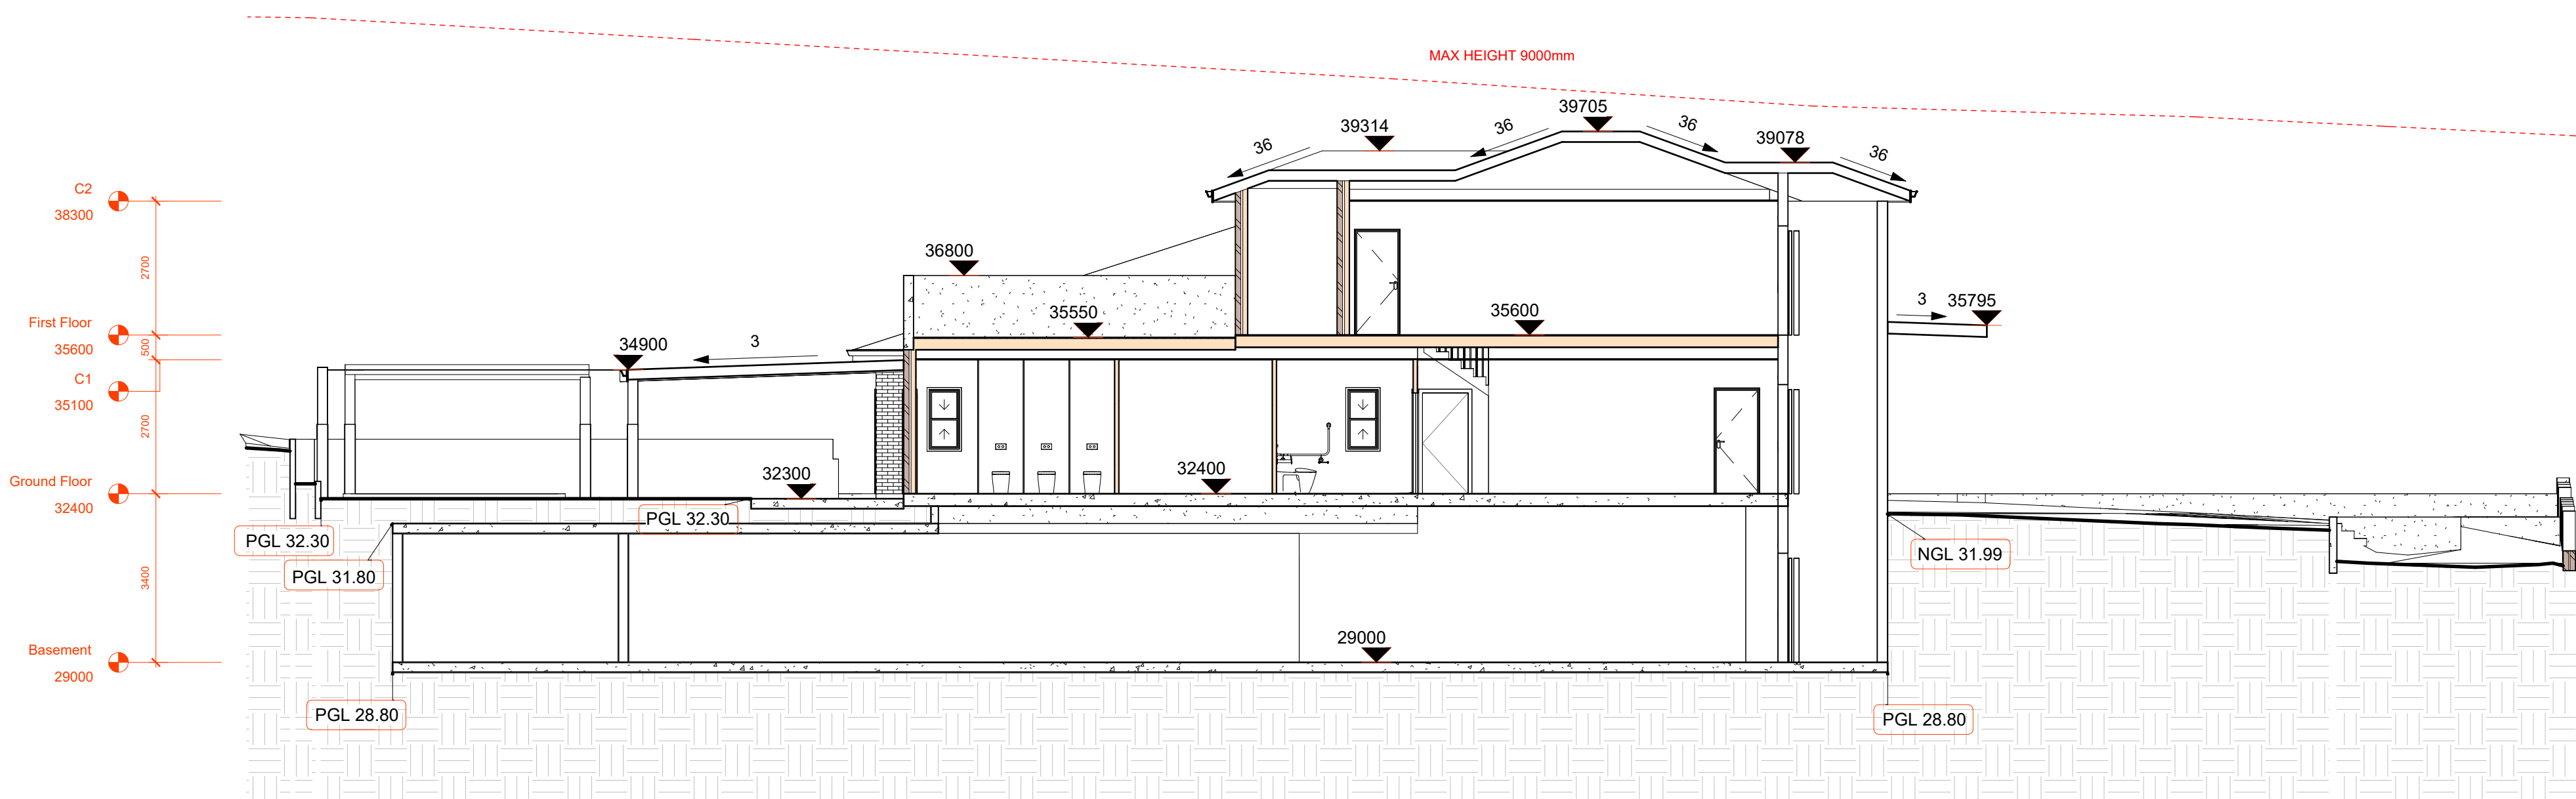 MAX HEIGHT 9000mm
39705
39314
36
36
36
39078
36
C2
38300
2700
36800
35550
35600
3
35795
First Floor
35600
500
34900
3
C1
35100
2700
32300
32400
Ground Floor
32400
PGL 32.30
PGL 32.30
PGL 31.80
NGL 31.99
3400
29000
Basement
29000
PGL 28.80
PGL 28.80